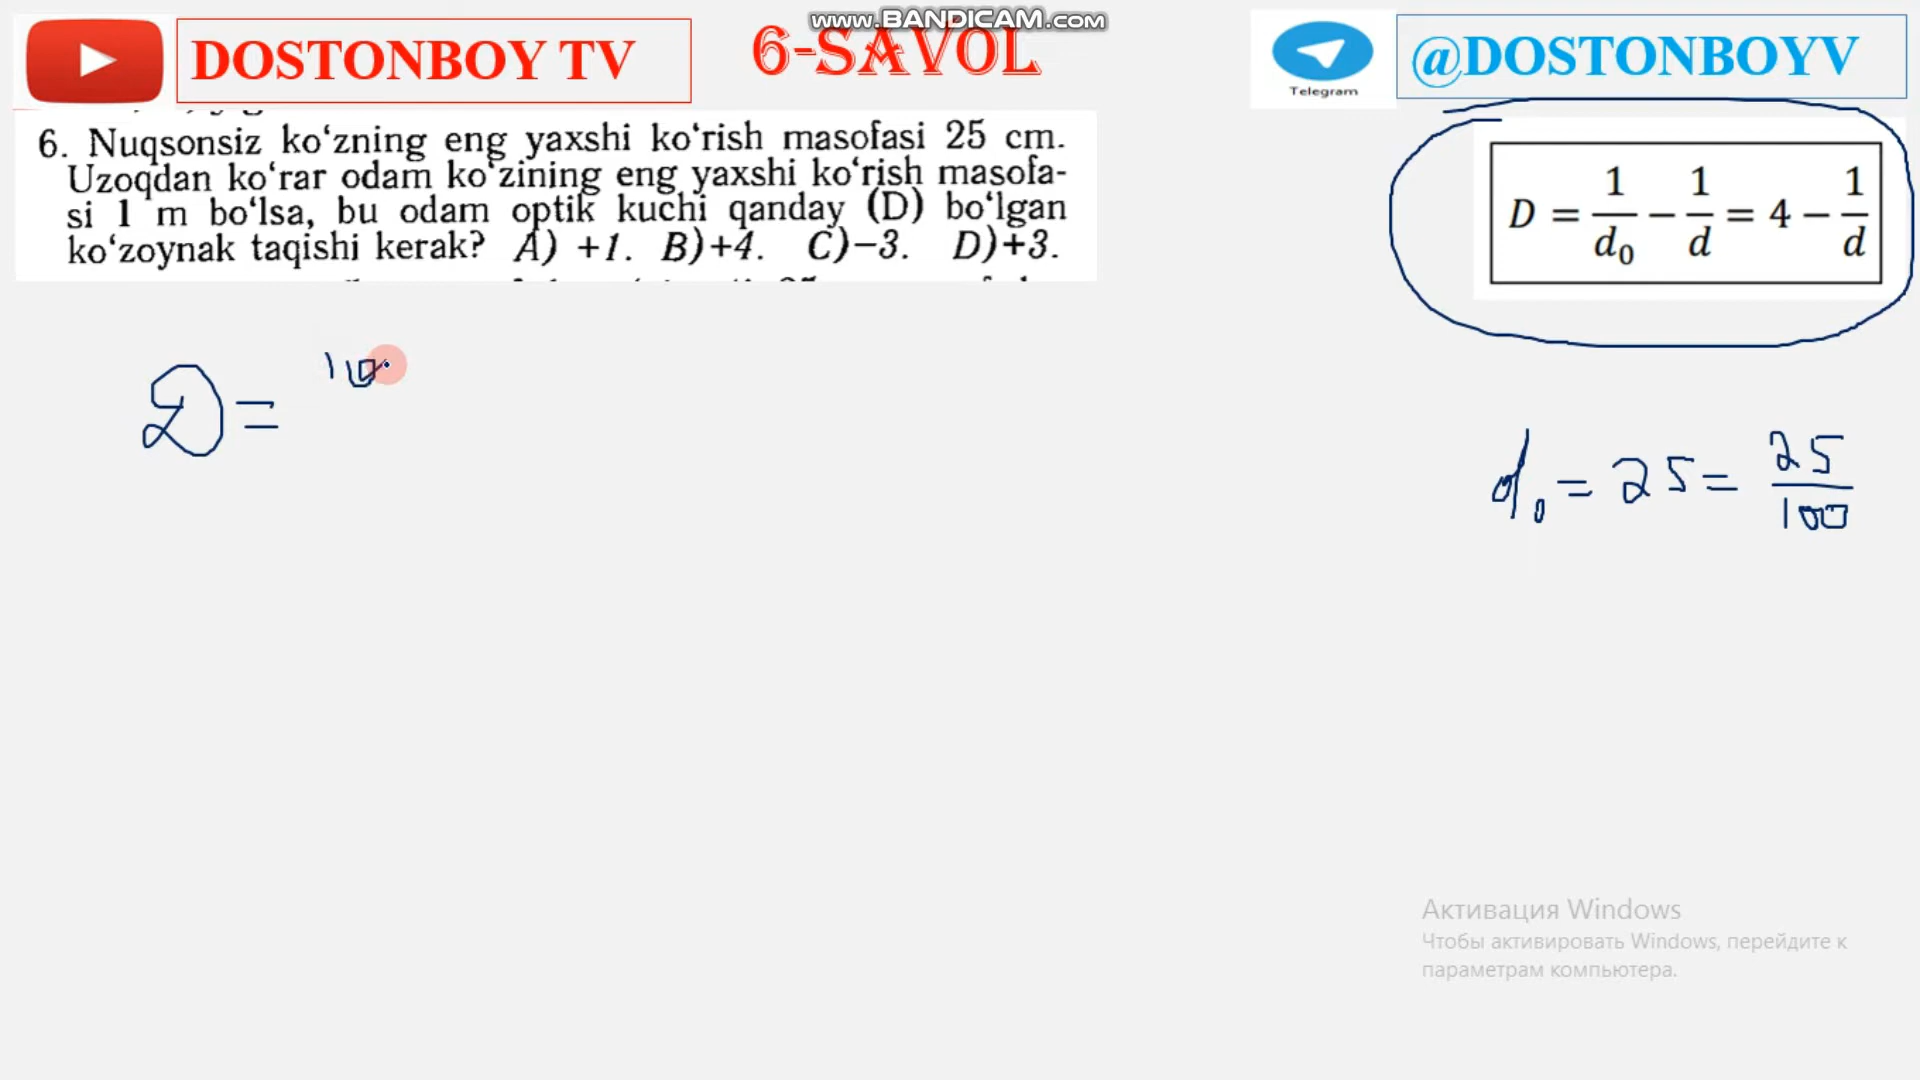 www.BANDICAM.com
DOSTONBOY TV
6-SAVOL
Telegram
@DOSTONBOYV
6. Nuqsonsiz ko‘zning eng yaxshi ko‘rish masofasi 25 cm.
Uzoqdan ko‘rar odam ko‘zining eng yaxshi ko‘rish masofa-
si 1 m bo‘lsa, bu odam optik kuchi qanday (D) bo‘lgan
ko‘zoynak taqishi kerak? A) +1. B)+4. C)−3. D)+3.
D = 1/d₀ − 1/d = 4 − 1/d
D = 10
d₀ = 25 = 25/100
Активация Windows
Чтобы активировать Windows, перейдите к
параметрам компьютера.